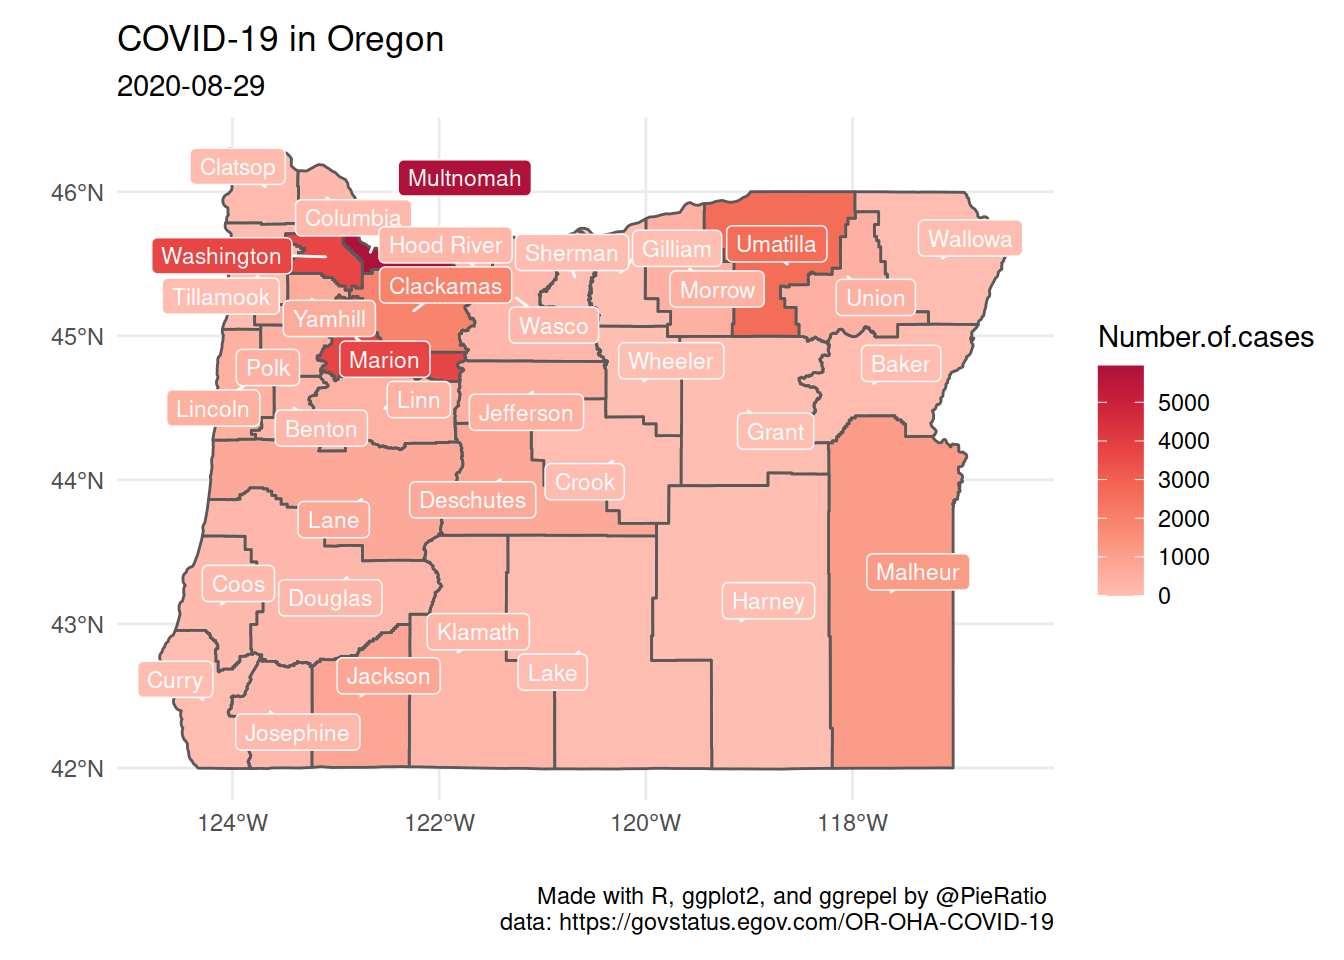 COVID-19 in Oregon
2020-08-29
Clatsop
Multnomah
46°N
Columbia
Wallowa
Hood River
Umatilla
Gilliam
Sherman
Washington
Clackamas
Morrow
Tillamook
Union
Yamhill
Wasco
45°N
Marion
Wheeler
Baker
Polk
Linn
Lincoln
Jefferson
Benton
Grant
44°N
Crook
Deschutes
Lane
Malheur
Coos
Douglas
Harney
43°N
Klamath
Lake
Jackson
Curry
Josephine
42°N
124°W
122°W
120°W
118°W
Number.of.cases
5000
4000
3000
2000
1000
0
Made with R, ggplot2, and ggrepel by @PieRatio
data: https://govstatus.egov.com/OR-OHA-COVID-19